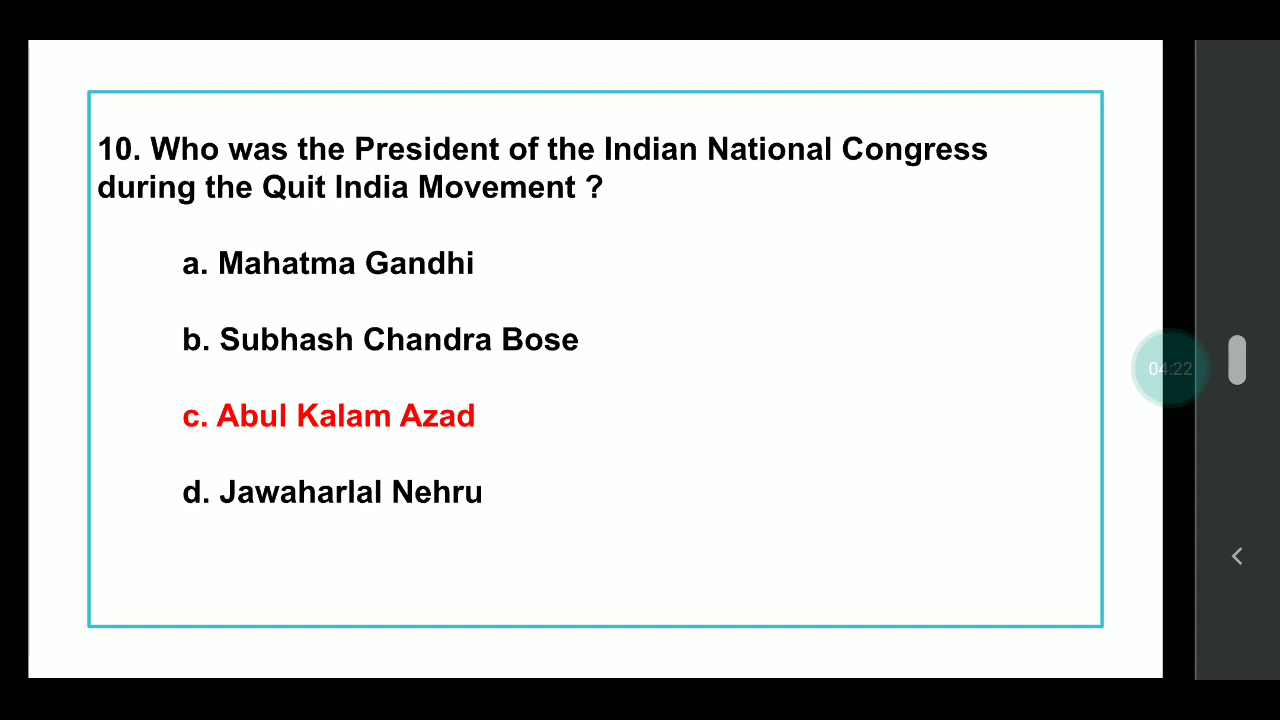 10. Who was the President of the Indian National Congress
during the Quit India Movement ?
a. Mahatma Gandhi
b. Subhash Chandra Bose
c. Abul Kalam Azad
d. Jawaharlal Nehru
04:22